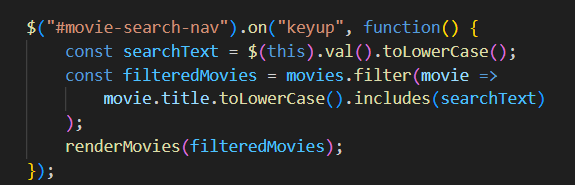 $("#movie-search-nav").on("keyup", function() {
    const searchText = $(this).val().toLowerCase();
    const filteredMovies = movies.filter(movie =>
        movie.title.toLowerCase().includes(searchText)
    );
    renderMovies(filteredMovies);
});